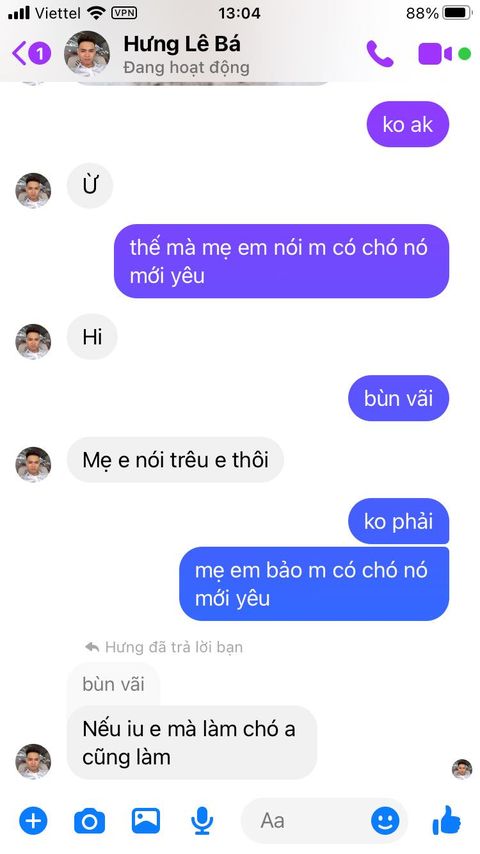 Viettel VPN 13:04 88%
1 Hưng Lê Bá
Đang hoạt động
ko ak
Ừ
thế mà mẹ em nói m có chó nó
mới yêu
Hi
bùn vãi
Mẹ e nói trêu e thôi
ko phải
mẹ em bảo m có chó nó
mới yêu
Hưng đã trả lời bạn
bùn vãi
Nếu iu e mà làm chó a
cũng làm
Aa